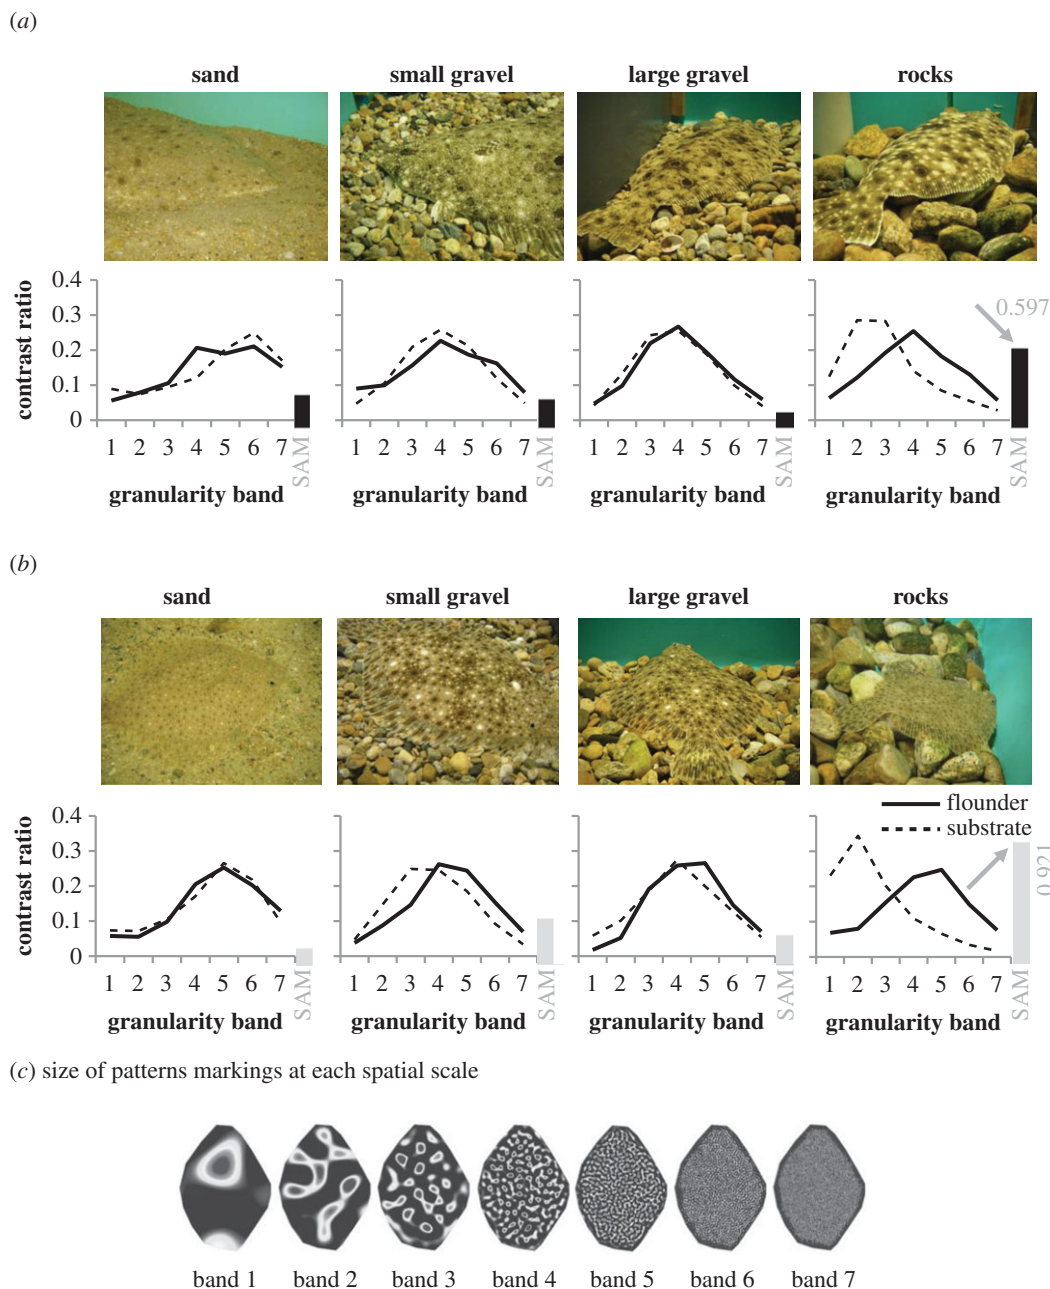 (a)
sand small gravel large gravel rocks
0.4
0.3
0.2
0.1
0
contrast ratio
0.597
1 2 3 4 5 6 7 SAM 1 2 3 4 5 6 7 SAM 1 2 3 4 5 6 7 SAM 1 2 3 4 5 6 7 SAM
granularity band granularity band granularity band granularity band
(b)
sand small gravel large gravel rocks
flounder
substrate
0.4
0.3
0.2
0.1
0
contrast ratio
0.971
1 2 3 4 5 6 7 SAM 1 2 3 4 5 6 7 SAM 1 2 3 4 5 6 7 SAM 1 2 3 4 5 6 7 SAM
granularity band granularity band granularity band granularity band
(c) size of patterns markings at each spatial scale
band 1 band 2 band 3 band 4 band 5 band 6 band 7